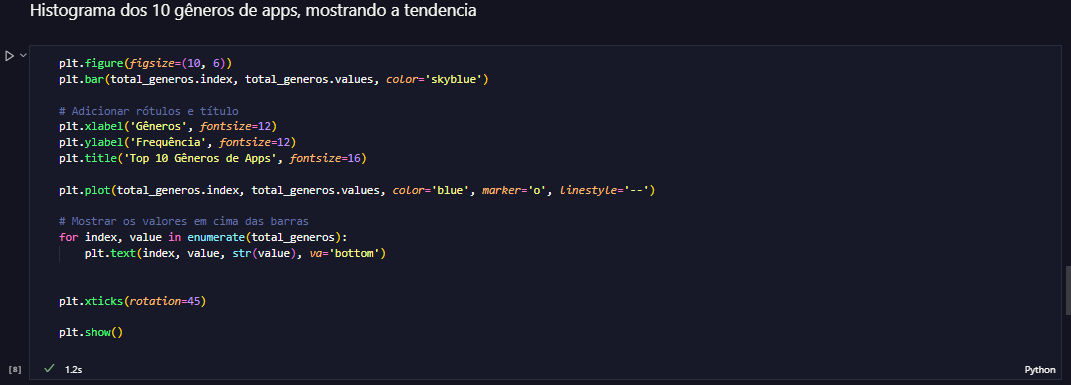 Histograma dos 10 gêneros de apps, mostrando a tendencia
plt.figure(figsize=(10, 6))
plt.bar(total_generos.index, total_generos.values, color='skyblue')
# Adicionar rótulos e título
plt.xlabel('Gêneros', fontsize=12)
plt.ylabel('Frequência', fontsize=12)
plt.title('Top 10 Gêneros de Apps', fontsize=16)
plt.plot(total_generos.index, total_generos.values, color='blue', marker='o', linestyle='--')
# Mostrar os valores em cima das barras
for index, value in enumerate(total_generos):
    plt.text(index, value, str(value), va='bottom')
plt.xticks(rotation=45)
plt.show()
[8] 1.2s Python